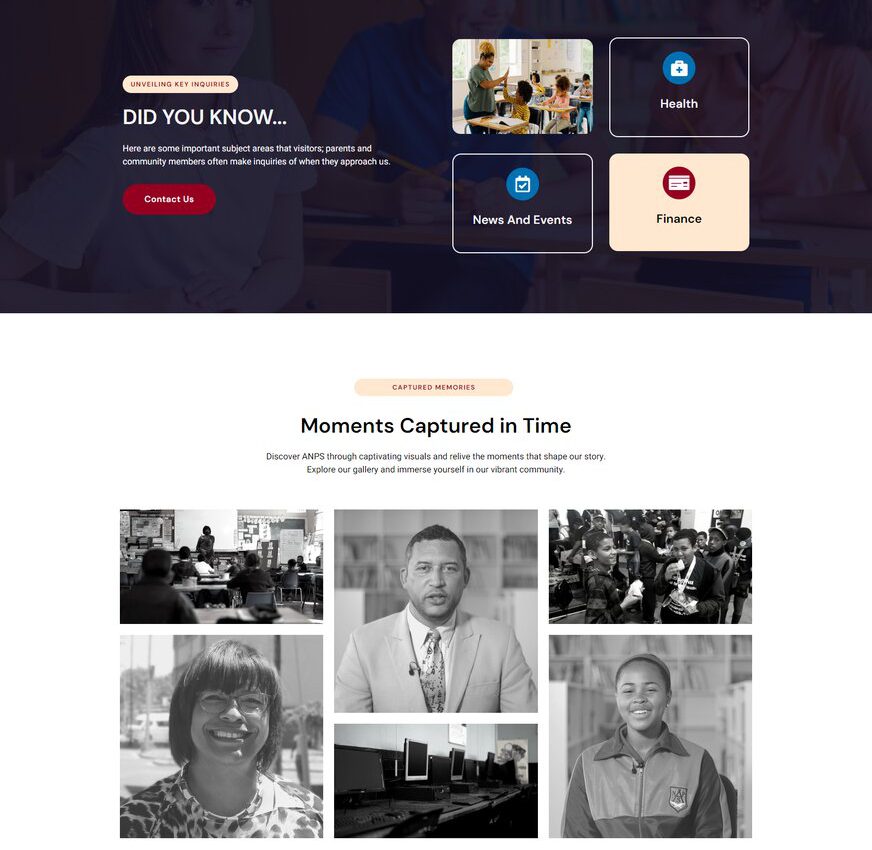 UNVEILING KEY INQUIRIES
DID YOU KNOW...
Here are some important subject areas that visitors; parents and
community members often make inquiries of when they approach us.
Contact Us
Health
News And Events
Finance
CAPTURED MEMORIES
Moments Captured in Time
Discover ANPS through captivating visuals and relive the moments that shape our story.
Explore our gallery and immerse yourself in our vibrant community.